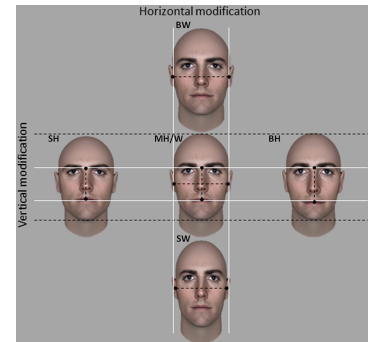 Horizontal modification
BW
Vertical modification
SH
MH/W
BH
SW